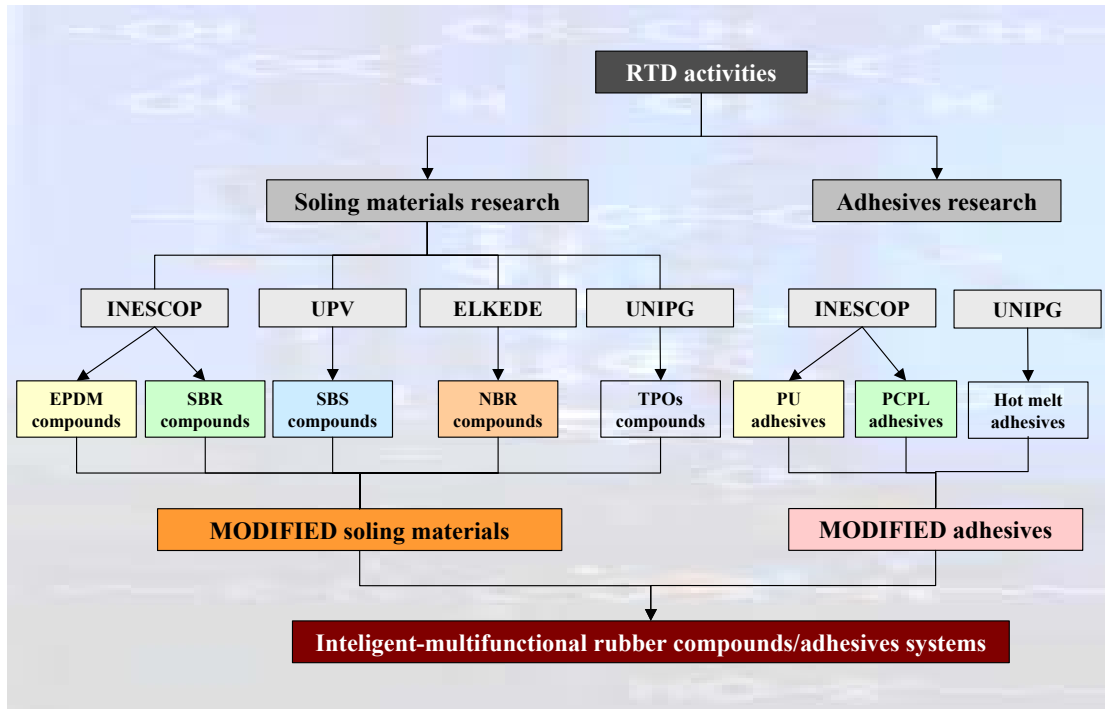 RTD activities
Soling materials research
Adhesives research
INESCOP
UPV
ELKEDE
UNIPG
INESCOP
UNIPG
EPDM
compounds
SBR
compounds
SBS
compounds
NBR
compounds
TPOs
compounds
PU
adhesives
PCPL
adhesives
Hot melt
adhesives
MODIFIED soling materials
MODIFIED adhesives
Inteligent-multifunctional rubber compounds/adhesives systems